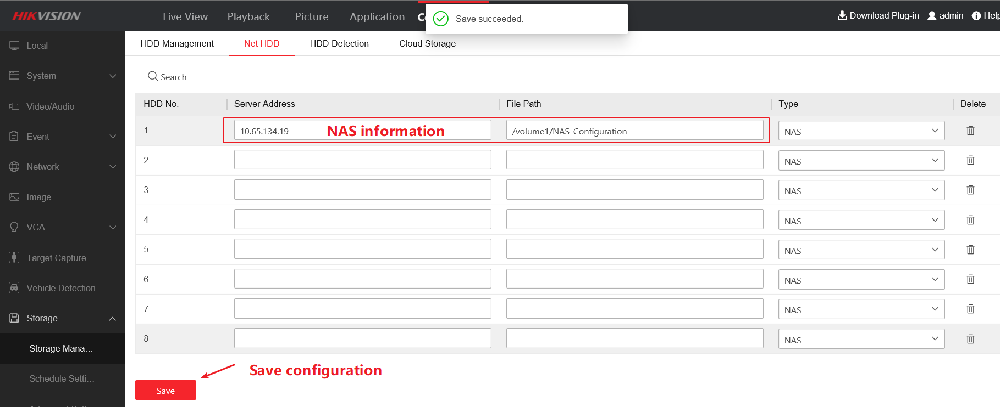 HIKVISION
Live View Playback Picture Application
Save succeeded.
Download Plug-in admin Help
Local
System
Video/Audio
Event
Network
Image
VCA
Target Capture
Vehicle Detection
Storage
Storage Mana...
Schedule Setti...
HDD Management Net HDD HDD Detection Cloud Storage
Search
HDD No. Server Address File Path Type Delete
1 10.65.134.19 NAS information /volume1/NAS_Configuration NAS
2 NAS
3 NAS
4 NAS
5 NAS
6 NAS
7 NAS
8 NAS
Save configuration
Save